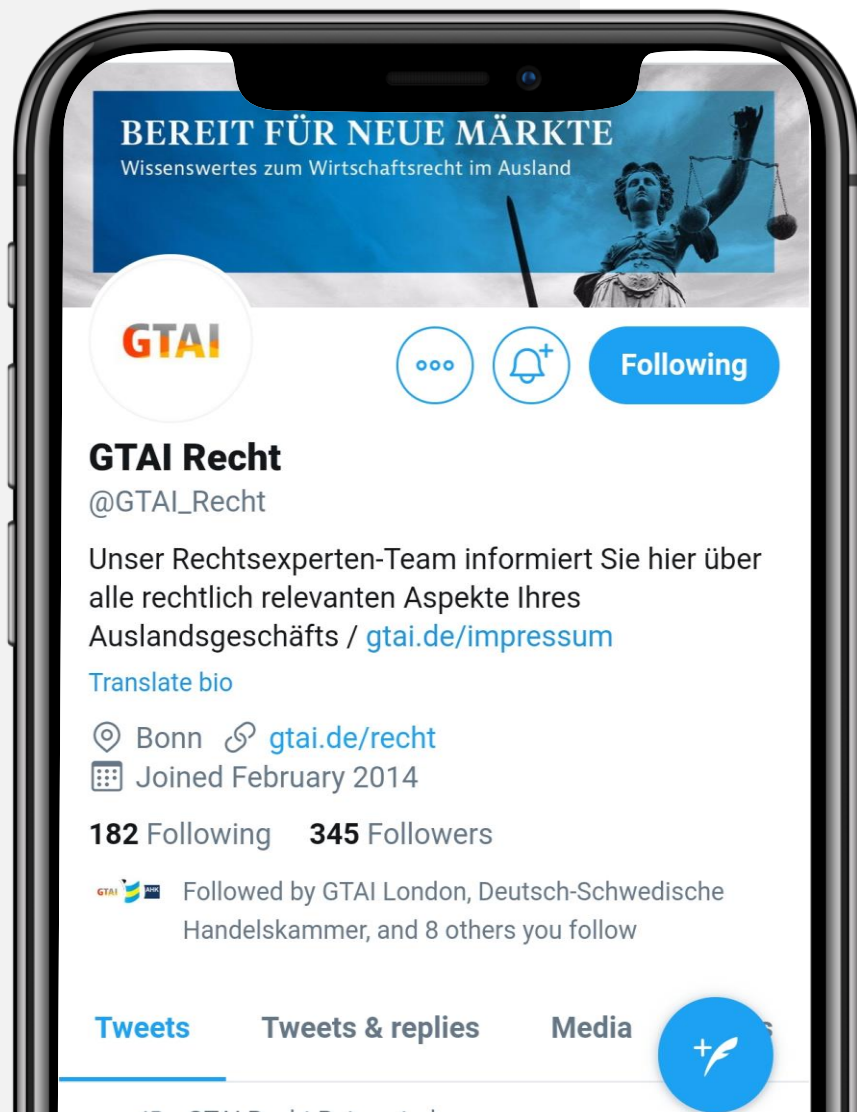 BEREIT FÜR NEUE MÄRKTE
Wissenswertes zum Wirtschaftsrecht im Ausland
GTAI
Following
GTAI Recht
@GTAI_Recht
Unser Rechtsexperten-Team informiert Sie hier über
alle rechtlich relevanten Aspekte Ihres
Auslandsgeschäfts / gtai.de/impressum
Translate bio
Bonn gtai.de/recht
Joined February 2014
182 Following 345 Followers
GTAI AHK Followed by GTAI London, Deutsch-Schwedische
Handelskammer, and 8 others you follow
Tweets Tweets & replies Media